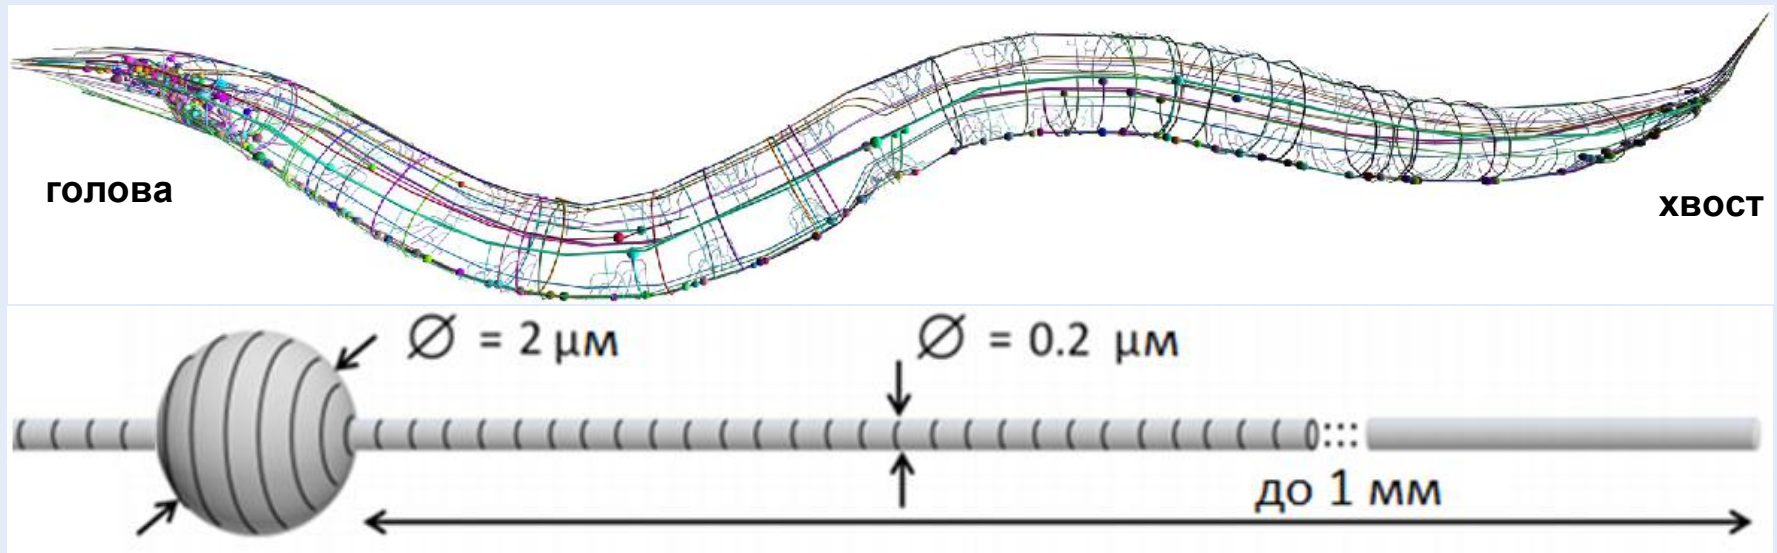 голова
хвост
∅ = 2 μм
∅ = 0.2 μм
до 1 мм